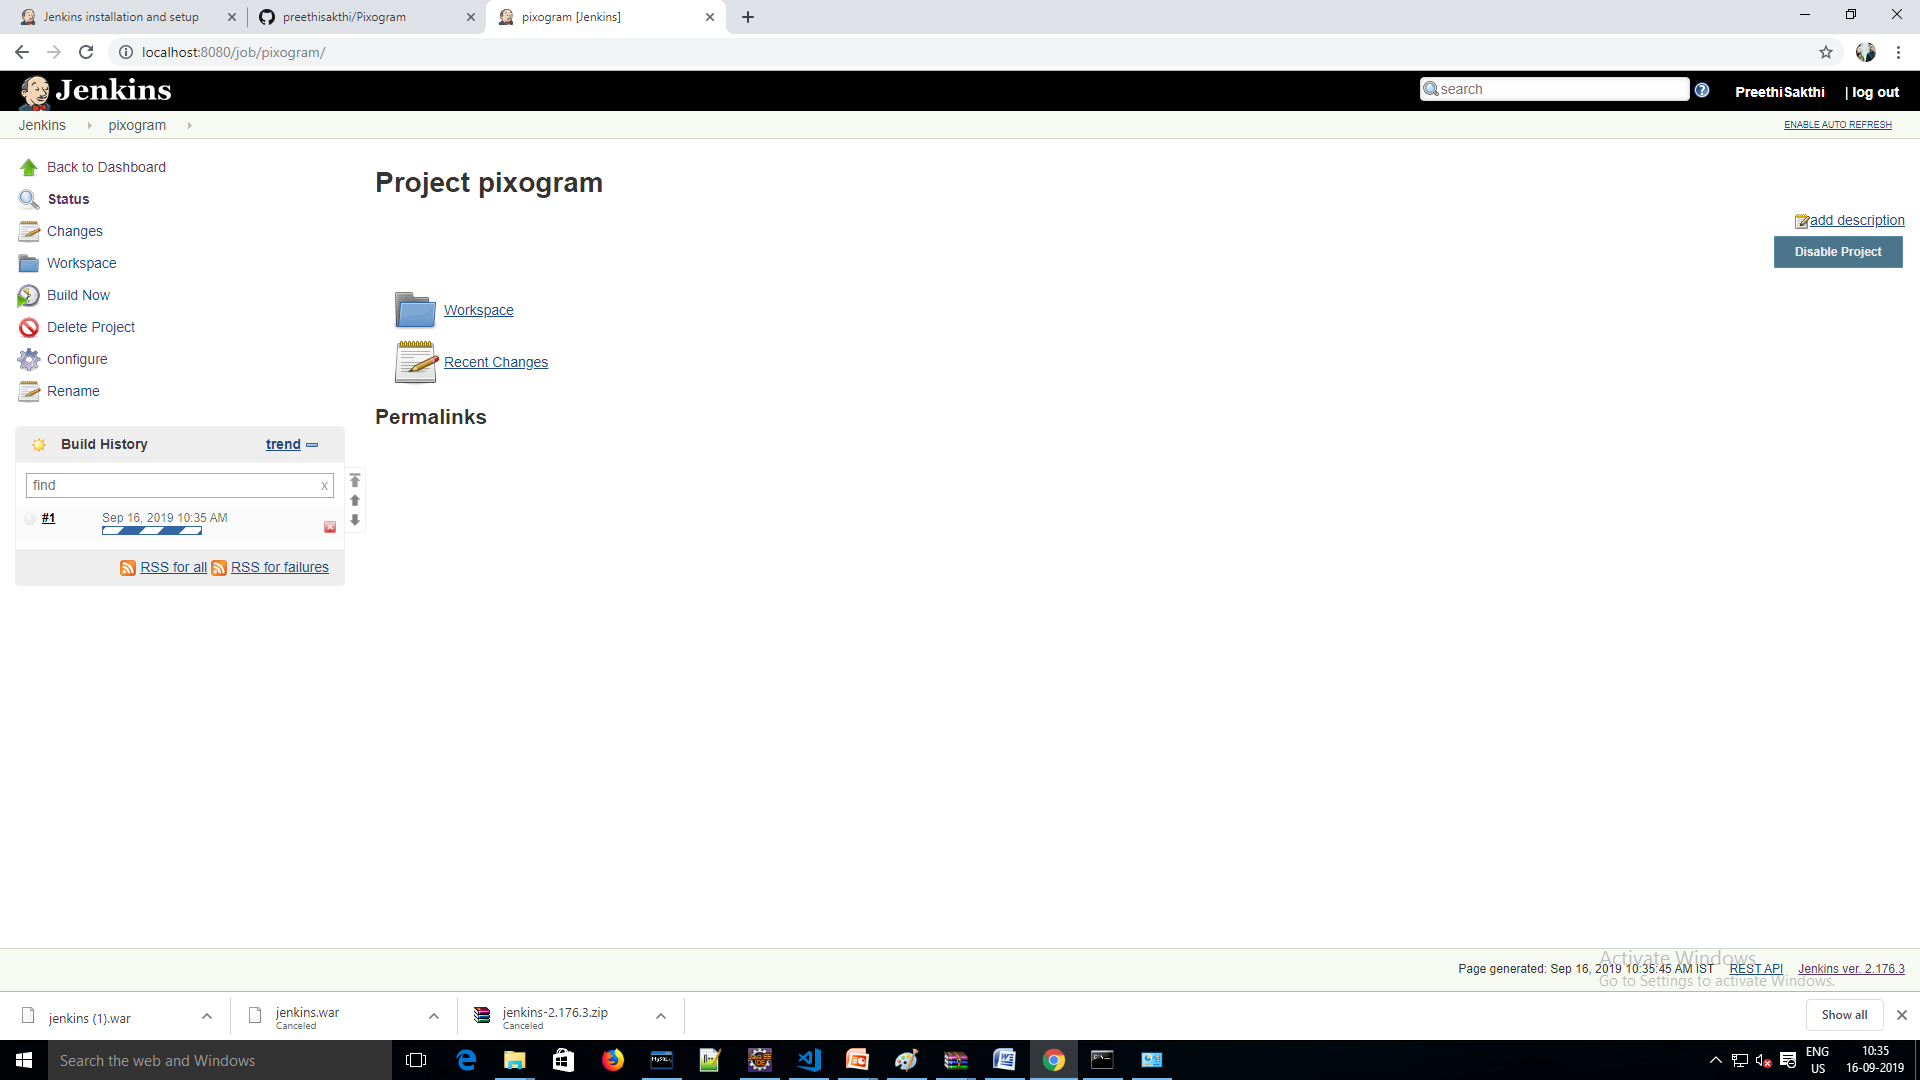 Jenkins installation and setup
preethisakthi/Pixogram
pixogram [Jenkins]
localhost:8080/job/pixogram/
Jenkins
search
PreethiSakthi
| log out
Jenkins
pixogram
ENABLE AUTO REFRESH
Back to Dashboard
Status
Changes
Workspace
Build Now
Delete Project
Configure
Rename
Project pixogram
add description
Disable Project
Workspace
Recent Changes
Permalinks
Build History
trend
find
x
#1
Sep 16, 2019 10:35 AM
RSS for all
RSS for failures
Activate Windows
Go to Settings to activate Windows.
Page generated: Sep 16, 2019 10:35:45 AM IST
REST API
Jenkins ver. 2.176.3
jenkins (1).war
jenkins.war
Canceled
jenkins-2.176.3.zip
Canceled
Show all
Search the web and Windows
ENG
US
10:35
16-09-2019